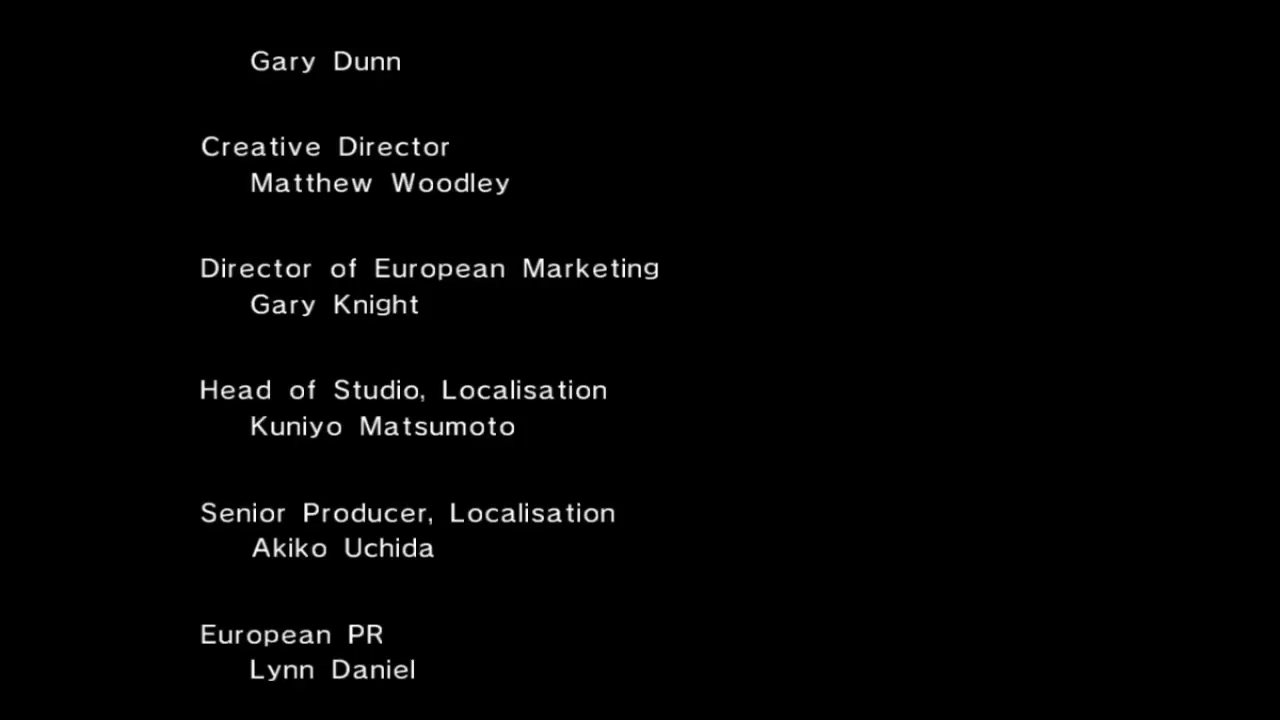 Gary Dunn
Creative Director
Matthew Woodley
Director of European Marketing
Gary Knight
Head of Studio, Localisation
Kuniyo Matsumoto
Senior Producer, Localisation
Akiko Uchida
European PR
Lynn Daniel